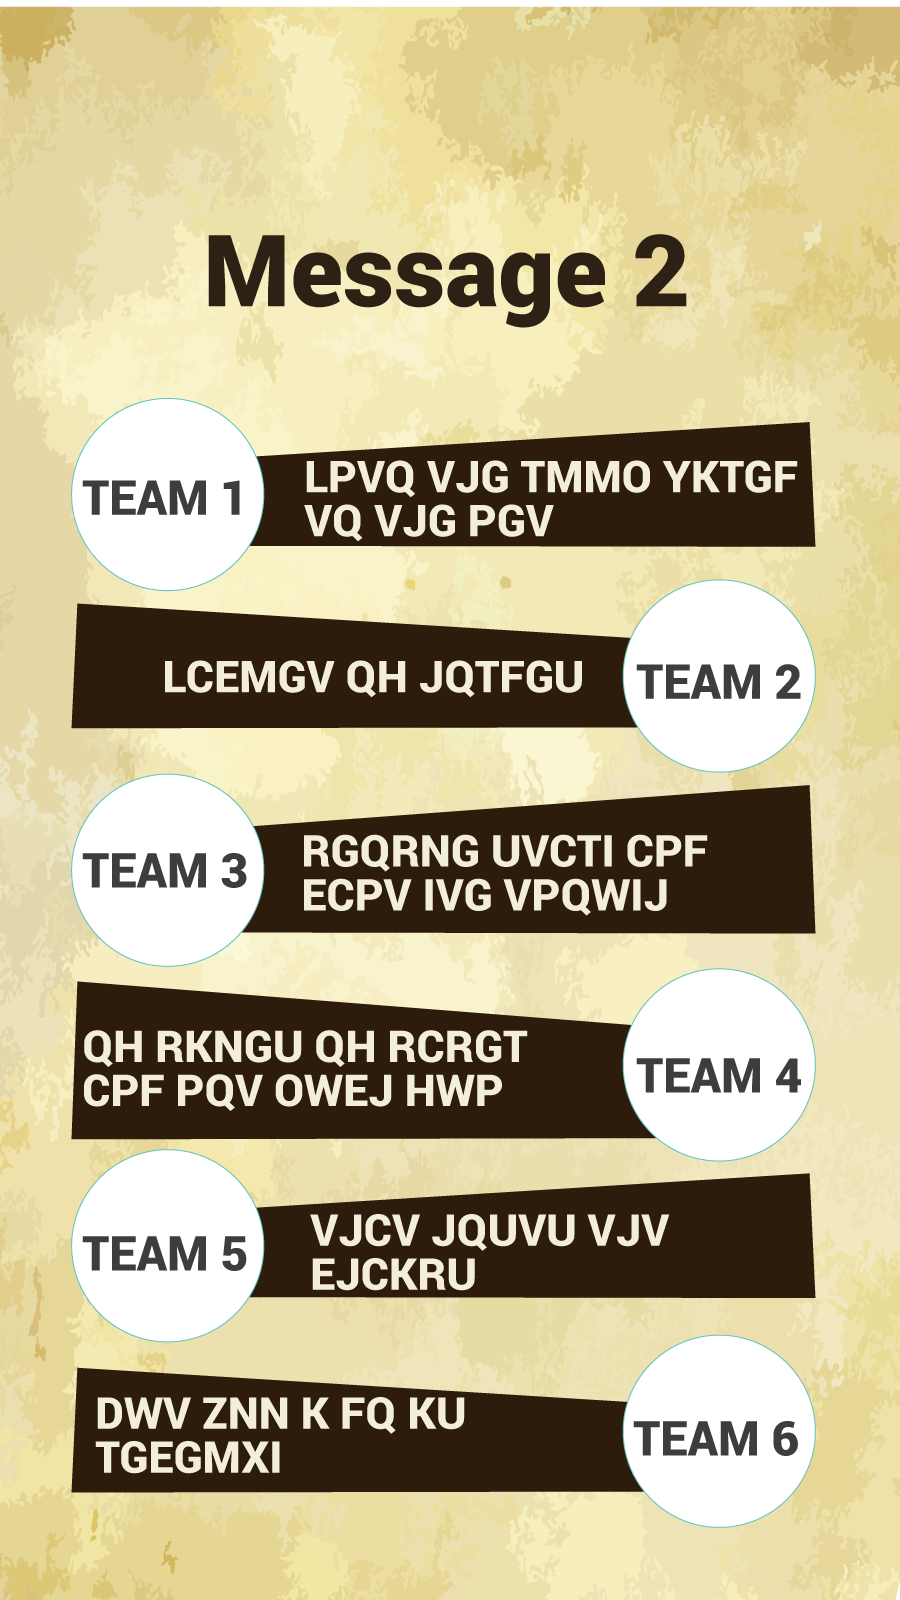 Message 2
TEAM 1
LPVQ VJG TMMO YKTGF
VQ VJG PGV
LCEMGV QH JQTFGU
TEAM 2
TEAM 3
RGQRNG UVCTI CPF
ECPV IVG VPQWIJ
QH RKNGU QH RCRGT
CPF PQV OWEJ HWP
TEAM 4
TEAM 5
VJCV JQUVU VJV
EJCKRU
DWV ZNN K FQ KU
TGEGMXI
TEAM 6